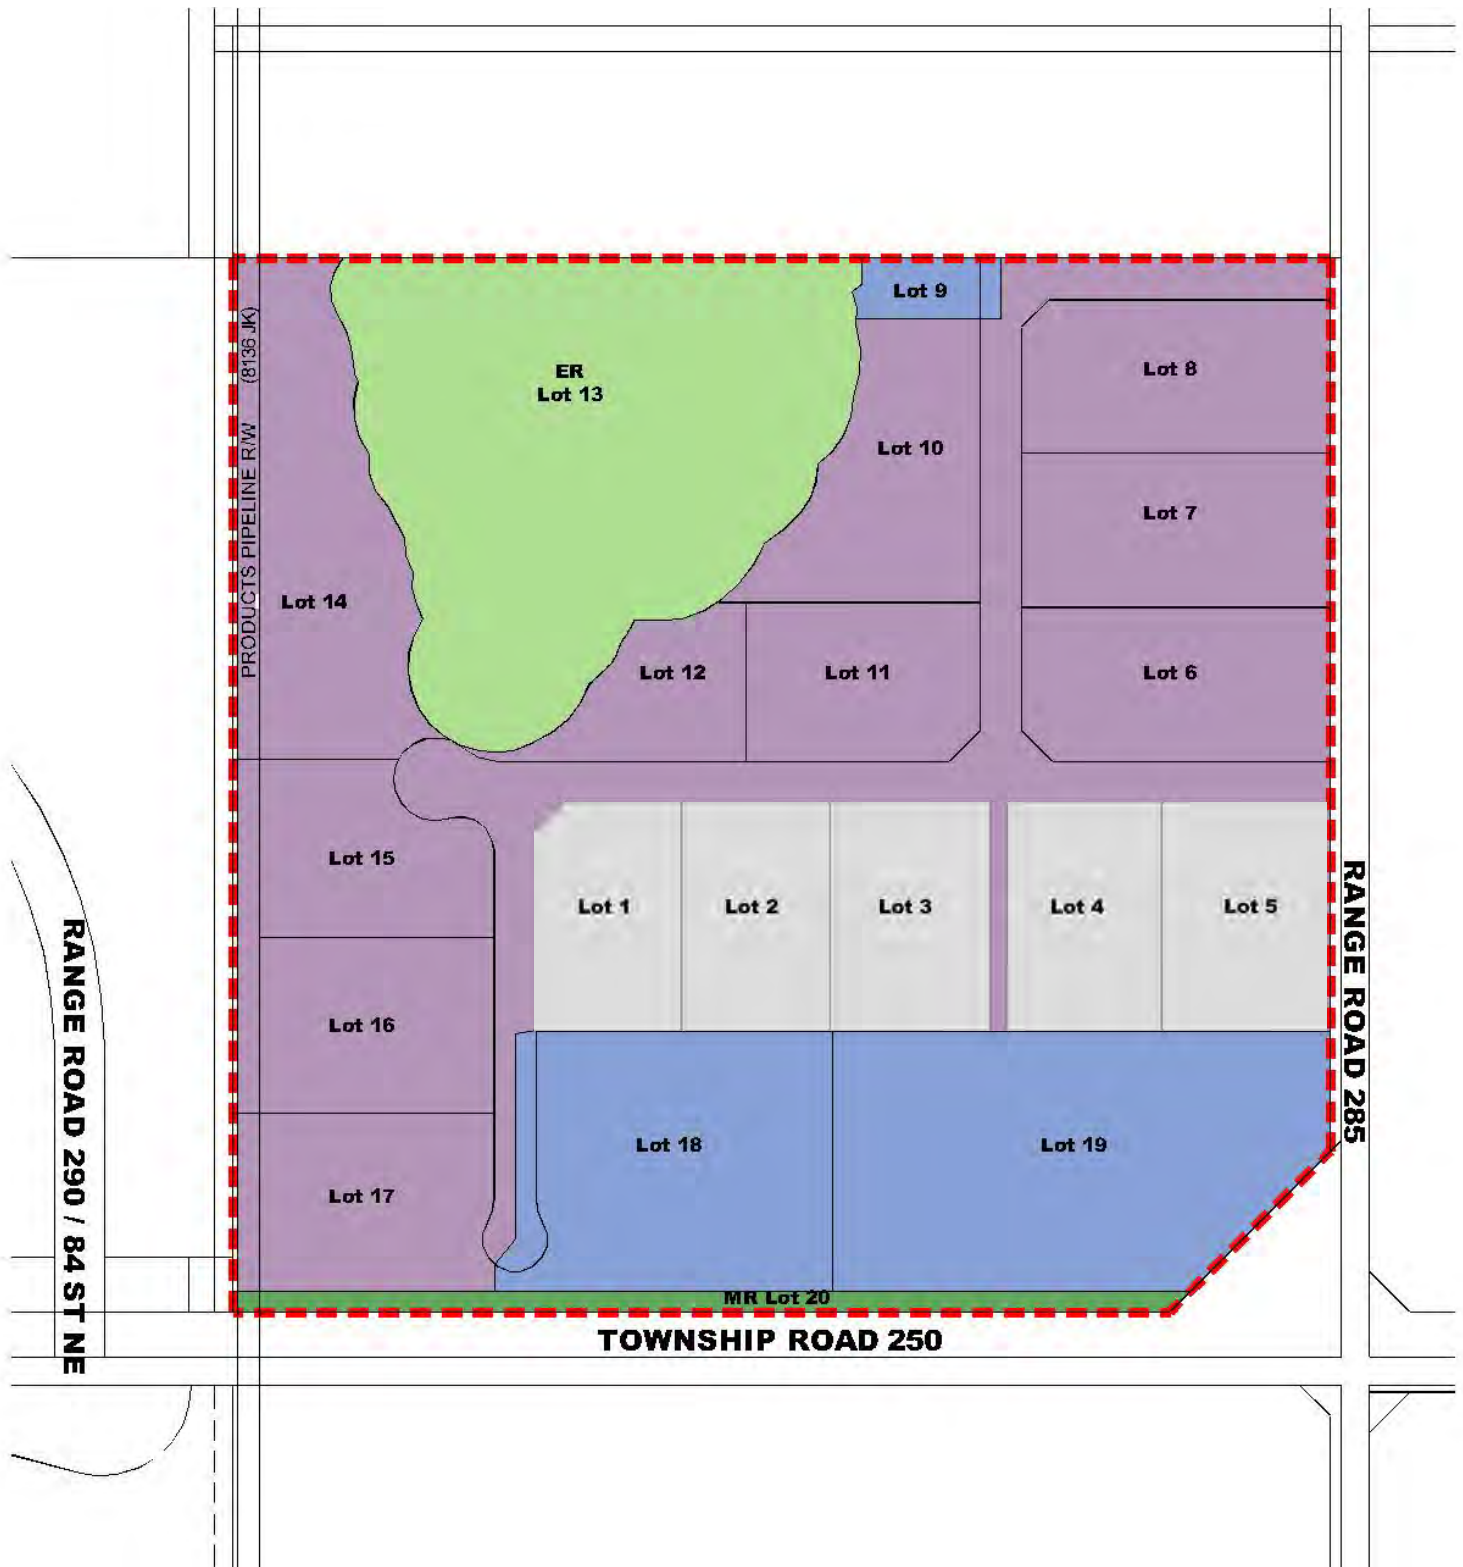 Lot 9
ER
Lot 13
Lot 8
(8136 JK)
PRODUCTS PIPELINE R/W
Lot 10
Lot 7
Lot 14
Lot 12
Lot 11
Lot 6
Lot 15
Lot 1
Lot 2
Lot 3
Lot 4
Lot 5
RANGE ROAD 285
RANGE ROAD 290 / 84 ST NE
Lot 16
Lot 18
Lot 19
Lot 17
MR Lot 20
TOWNSHIP ROAD 250